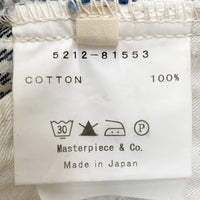 5212-81553
COTTON 100%
30 P
Masterpiece & Co.
Made in Japan